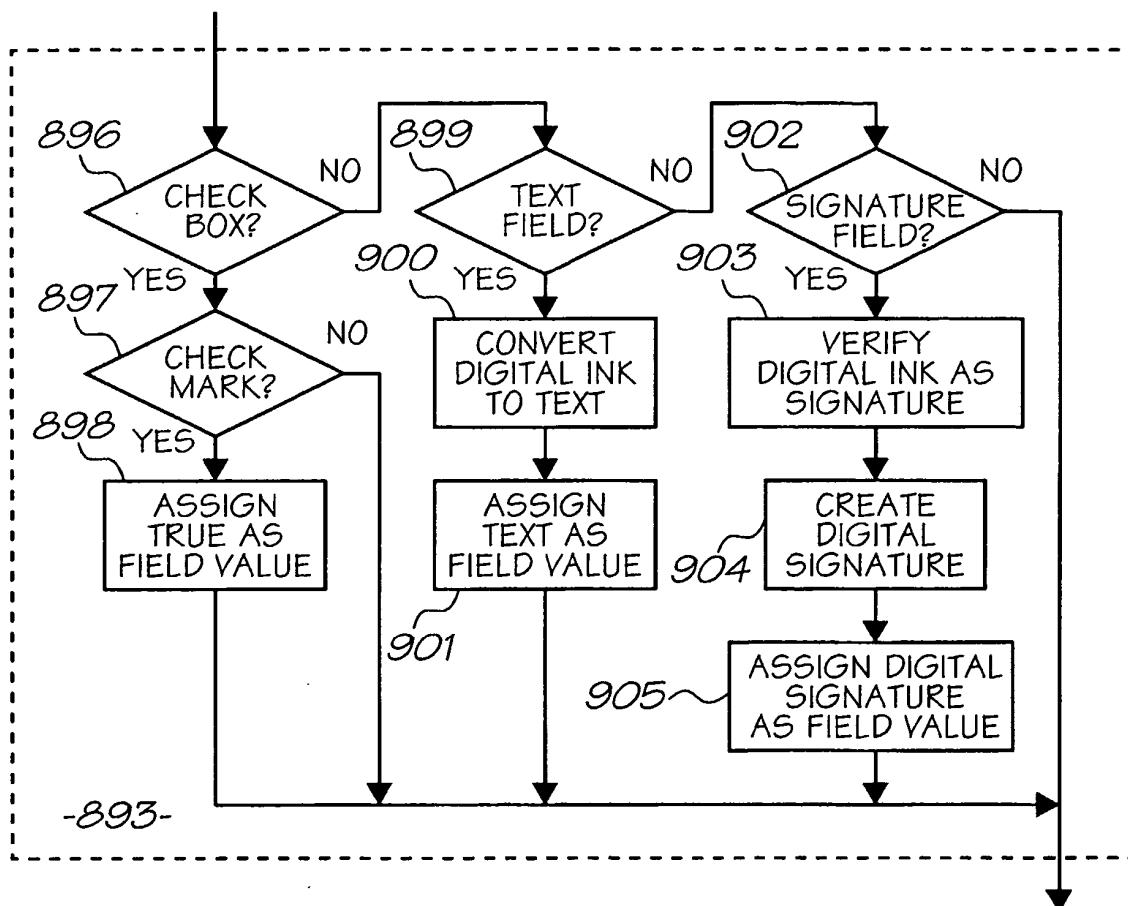 896
CHECK
BOX?
NO
YES
897
CHECK
MARK?
NO
YES
898
ASSIGN
TRUE AS
FIELD VALUE
899
TEXT
FIELD?
NO
YES
900
CONVERT
DIGITAL INK
TO TEXT
ASSIGN
TEXT AS
FIELD VALUE
901
902
SIGNATURE
FIELD?
NO
YES
903
VERIFY
DIGITAL INK AS
SIGNATURE
CREATE
DIGITAL
SIGNATURE
904
ASSIGN DIGITAL
SIGNATURE
AS FIELD VALUE
905
-893-